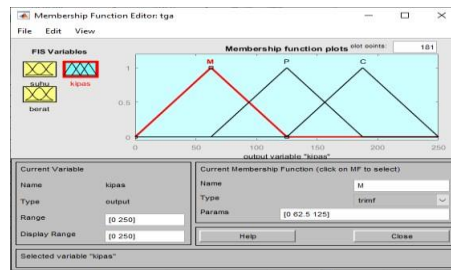 Membership Function Editor: tga
File Edit View
FIS Variables
suhu
kipas
berat
Membership function plots
plot points:
181
M P C
1
0.5
0
0 50 100 150 200 250
output variable "kipas"
Current Variable
Name kipas
Type output
Range [0 250]
Display Range [0 250]
Current Membership Function (click on MF to select)
Name M
Type trimf
Params [0 62.5 125]
Help Close
Selected variable "kipas"